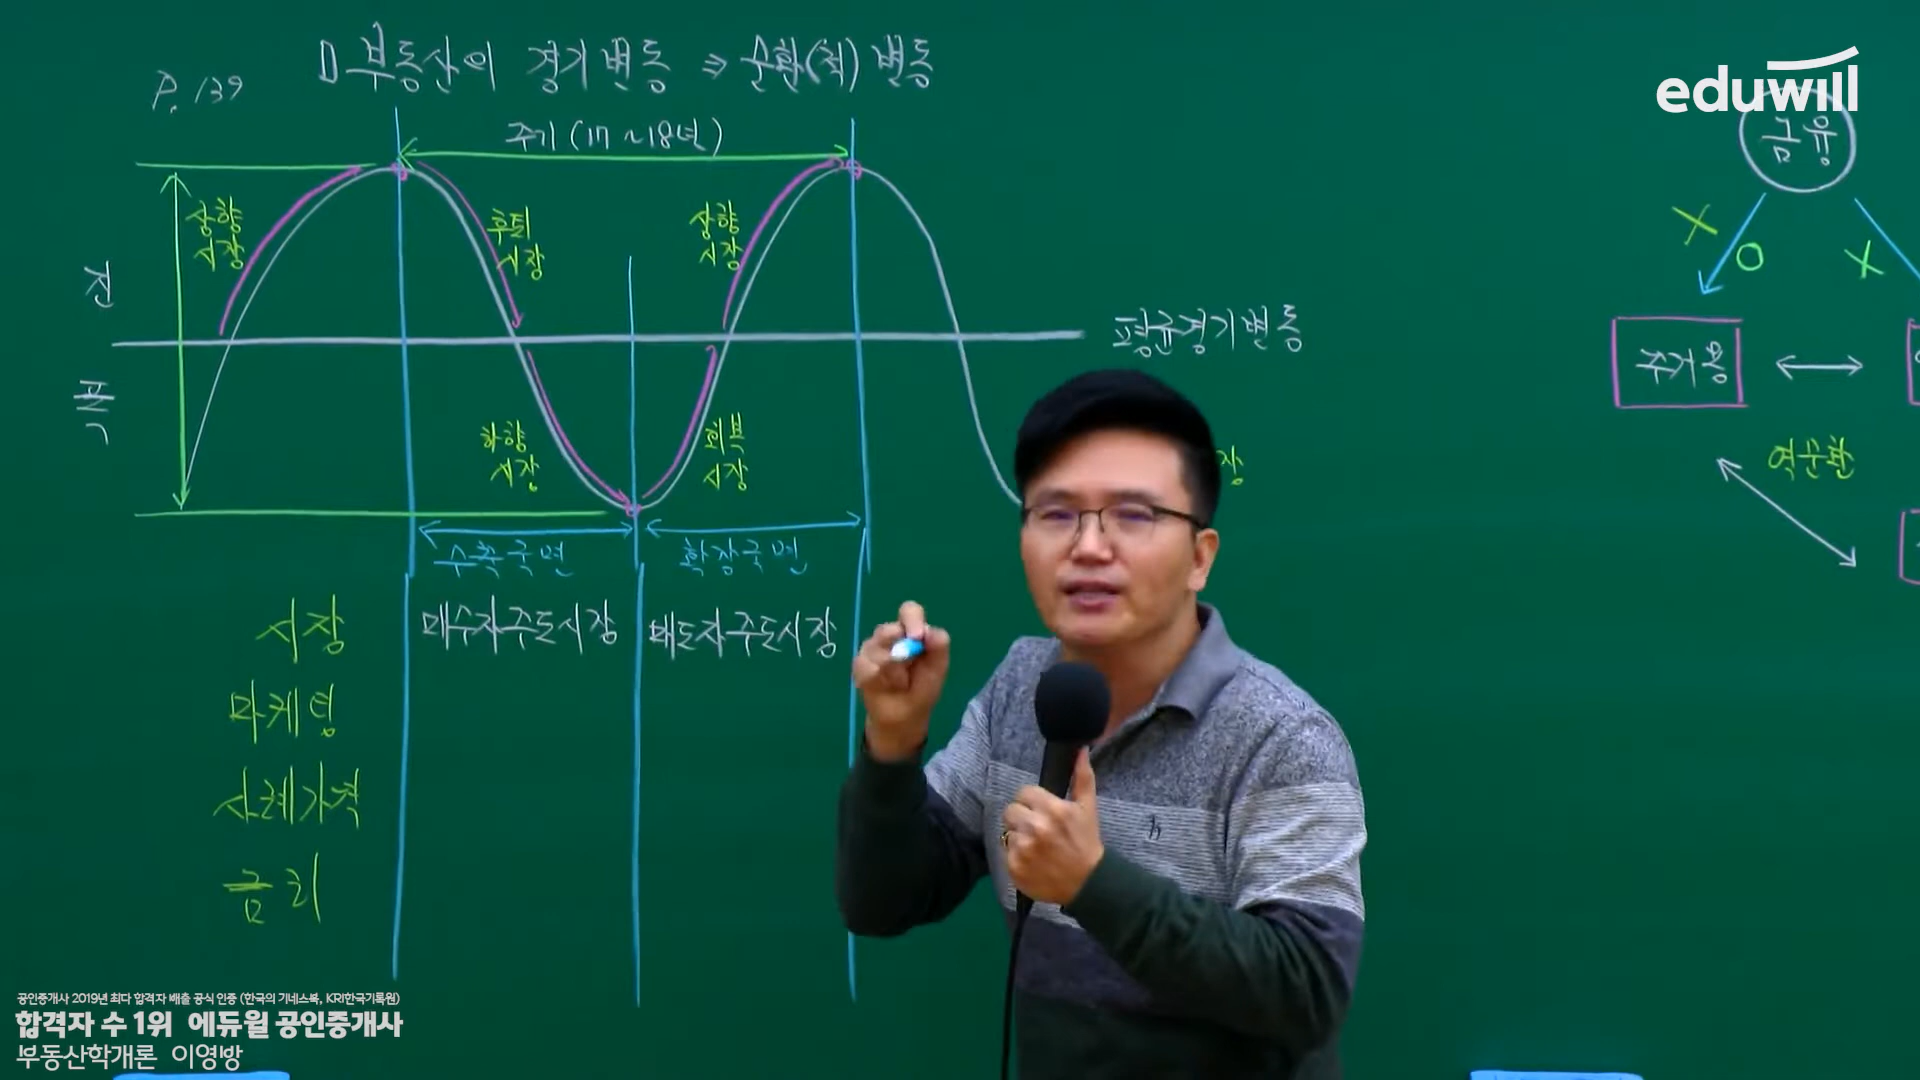 P.139
① 부동산의 경기변동 ⇒ 순환(적) 변동
eduwill
금융
주기 (17~18년)
상향
시장
후퇴
시장
상향
시장
X
O
X
진
폭
평균경기변동
주거용
하향
시장
회복
시장
장
역순환
수축국면
확장국면
시장
매수자주도시장
매도자주도시장
마케팅
사례가격
금리
공인중개사 2019년 최다 합격자 배출 공식 인증 (한국의 기네스북, KRI한국기록원)
합격자 수 1위 에듀윌 공인중개사
부동산학개론 이영방